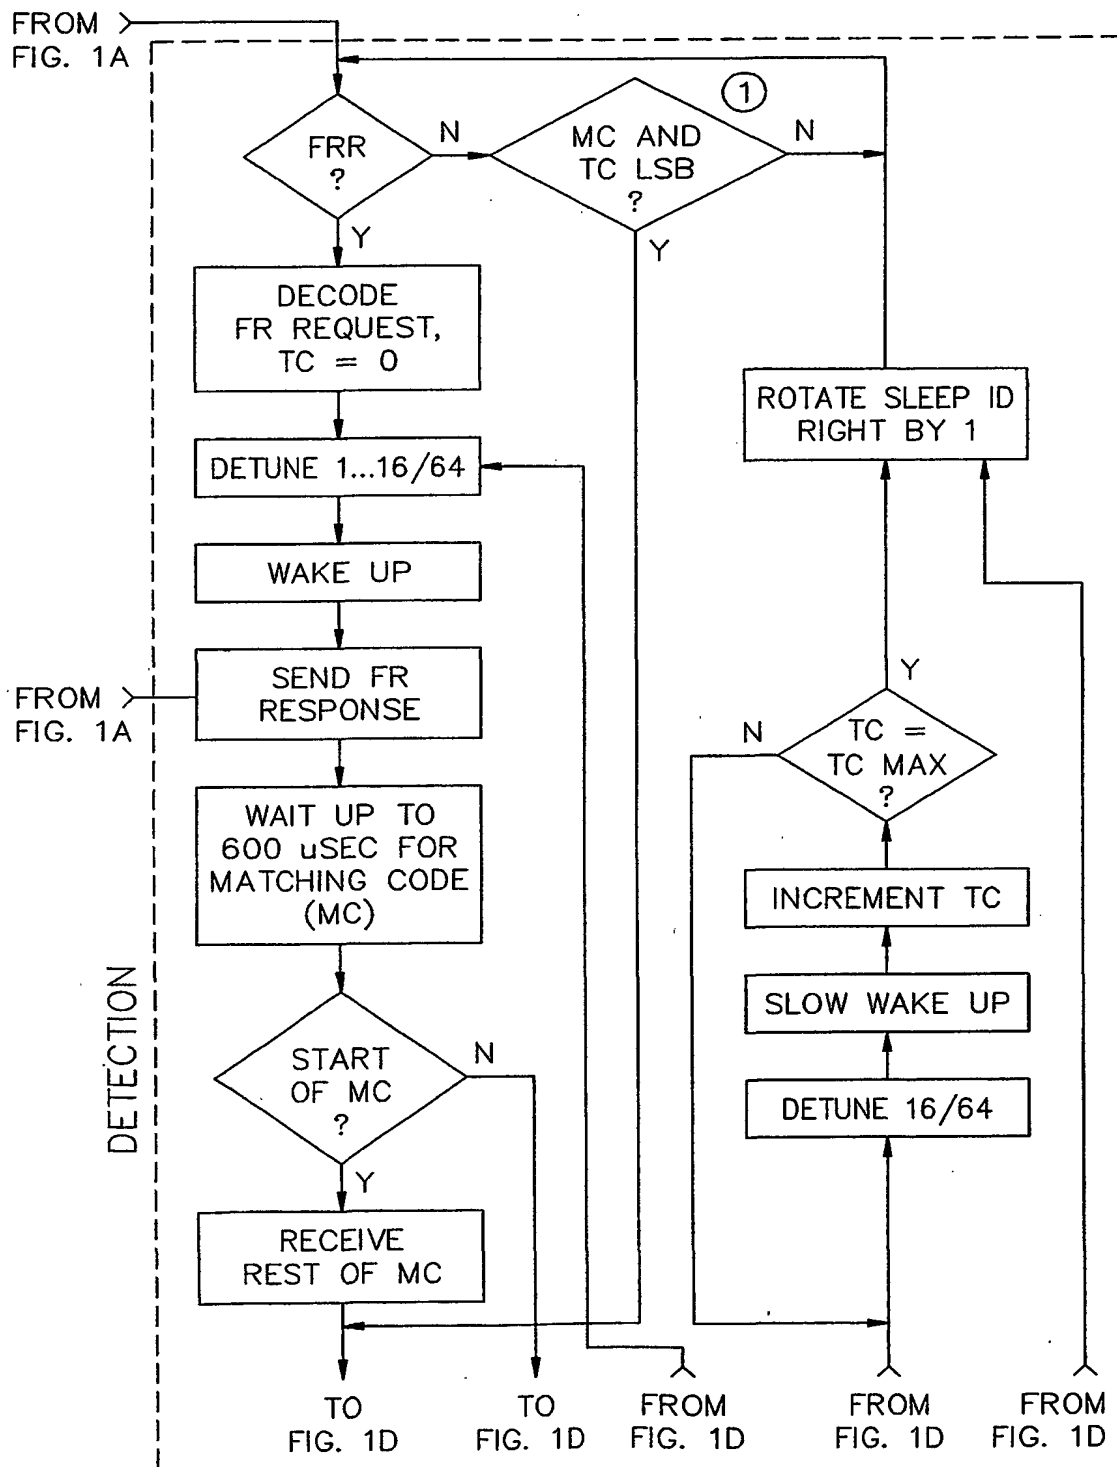 FROM
FIG. 1A
FRR
?
N
Y
MC AND
TC LSB
?
1
N
Y
DECODE
FR REQUEST,
TC = 0
DETUNE 1...16/64
WAKE UP
FROM
FIG. 1A
SEND FR
RESPONSE
WAIT UP TO
600 uSEC FOR
MATCHING CODE
(MC)
START
OF MC
?
N
Y
RECEIVE
REST OF MC
DETECTION
ROTATE SLEEP ID
RIGHT BY 1
Y
N
TC =
TC MAX
?
INCREMENT TC
SLOW WAKE UP
DETUNE 16/64
TO
FIG. 1D
TO
FIG. 1D
FROM
FIG. 1D
FROM
FIG. 1D
FROM
FIG. 1D